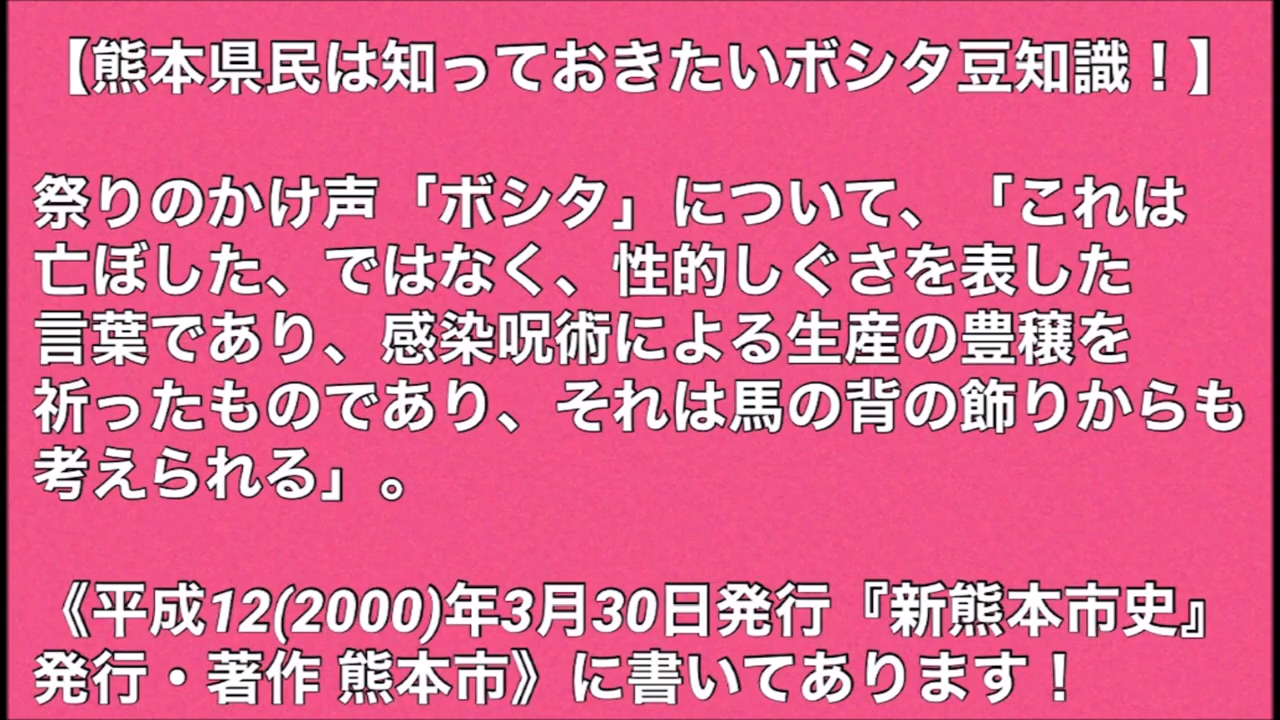 【熊本県民は知っておきたいボシタ豆知識！】
祭りのかけ声「ボシタ」について、「これは
亡ぼした、ではなく、性的しぐさを表した
言葉であり、感染呪術による生産の豊穣を
祈ったものであり、それは馬の背の飾りからも
考えられる」。
《平成12(2000)年3月30日発行『新熊本市史』
発行・著作 熊本市》に書いてあります！